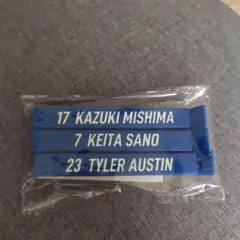 17 KAZUKI MISHIMA
7 KEITA SANO
23 TYLER AUSTIN